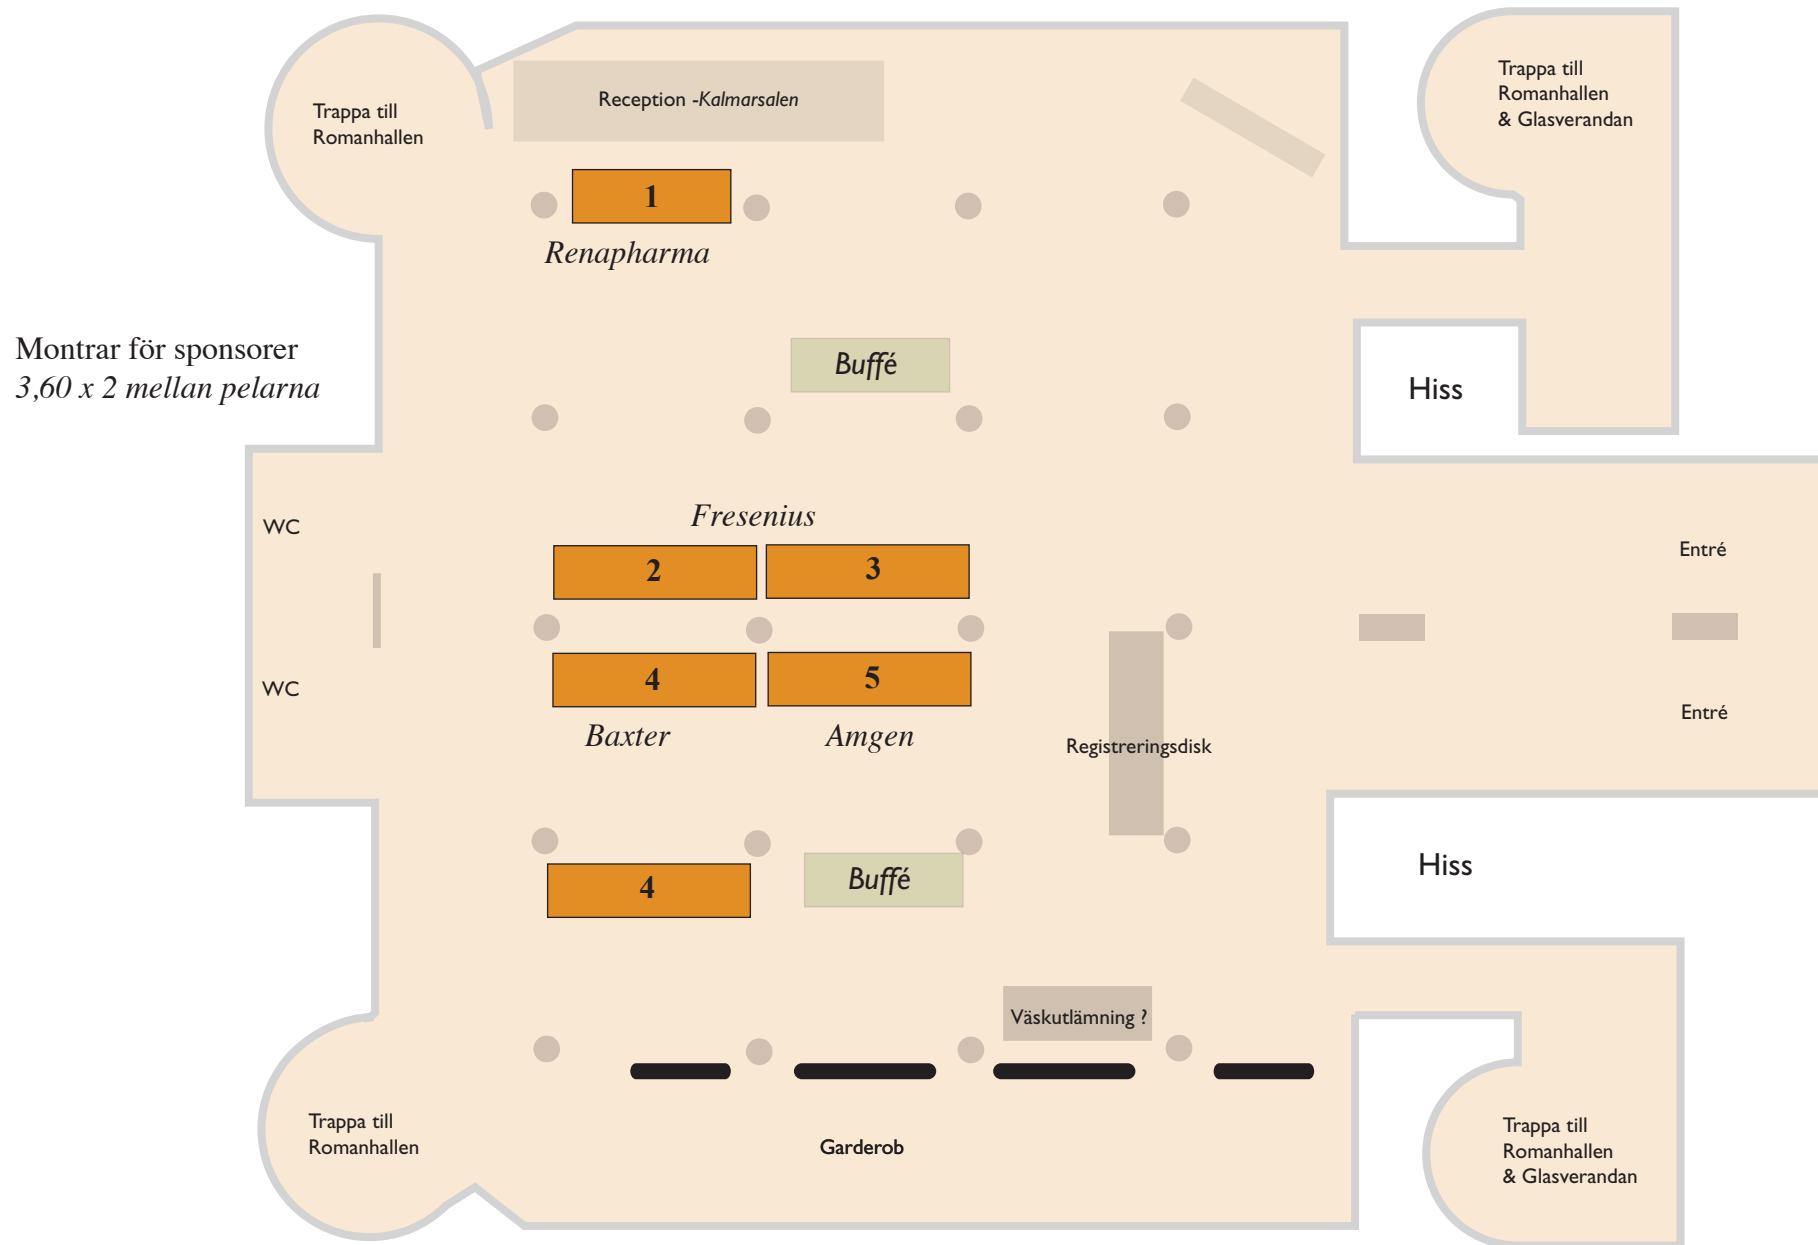 Trappa till
Romanhallen
Reception -Kalmarsalen
Trappa till
Romanhallen
& Glasverandan
1
Renapharma
Montrar för sponsorer
3,60 x 2 mellan pelarna
Buffé
Hiss
WC
Fresenius
2
3
Entré
WC
4
5
Baxter
Amgen
Registreringsdisk
Entré
4
Buffé
Hiss
Väskutlämning ?
Trappa till
Romanhallen
Garderob
Trappa till
Romanhallen
& Glasverandan